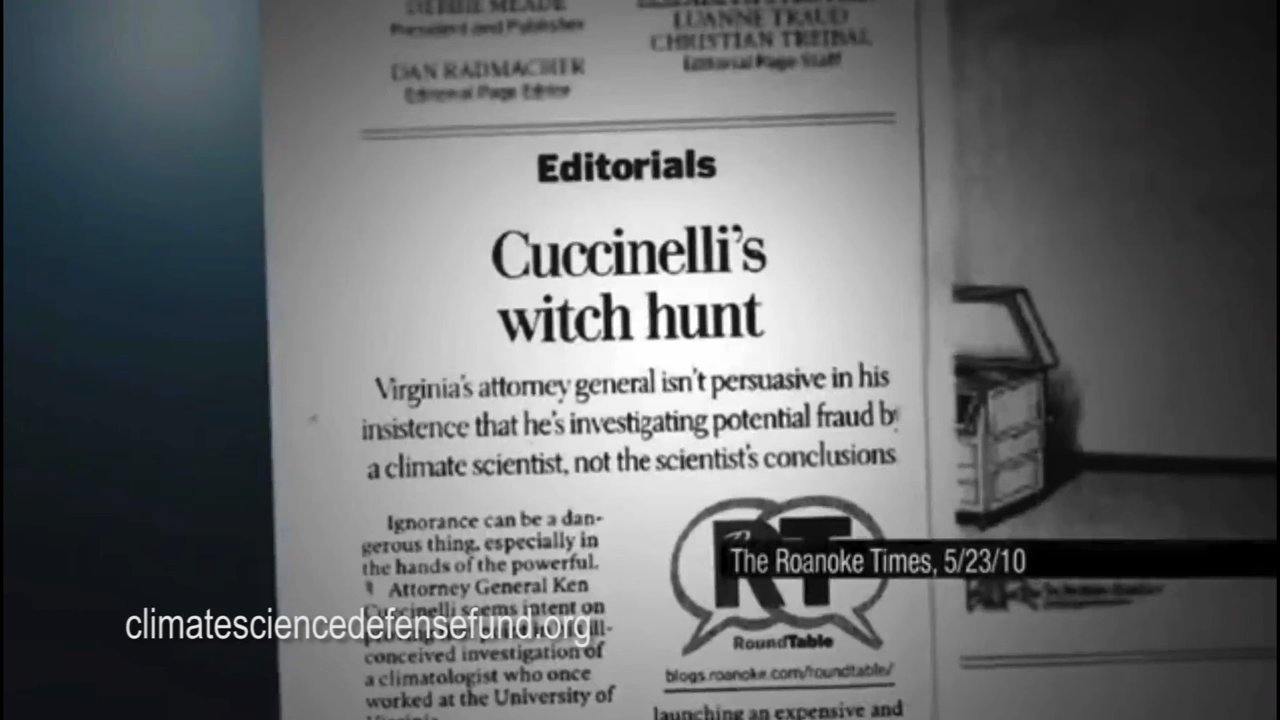 DEBBIE MEADE
President and Publisher
DAN RADMACHER
Editorial Page Editor
LUANNE TRAUD
CHRISTIAN TREJBAL
Editorial Page Staff
Editorials
Cuccinelli's
witch hunt
Virginia's attorney general isn't persuasive in his
insistence that he's investigating potential fraud by
a climate scientist, not the scientist's conclusions
Ignorance can be a dan-
gerous thing, especially in
the hands of the powerful.
Attorney General Ken
Cuccinelli seems intent on
conceived investigation of
a climatologist who once
worked at the University of
RT
RoundTable
blogs.roanoke.com/roundtable/
launching an expensive and
The Roanoke Times, 5/23/10
climatesciencedefensefund.org